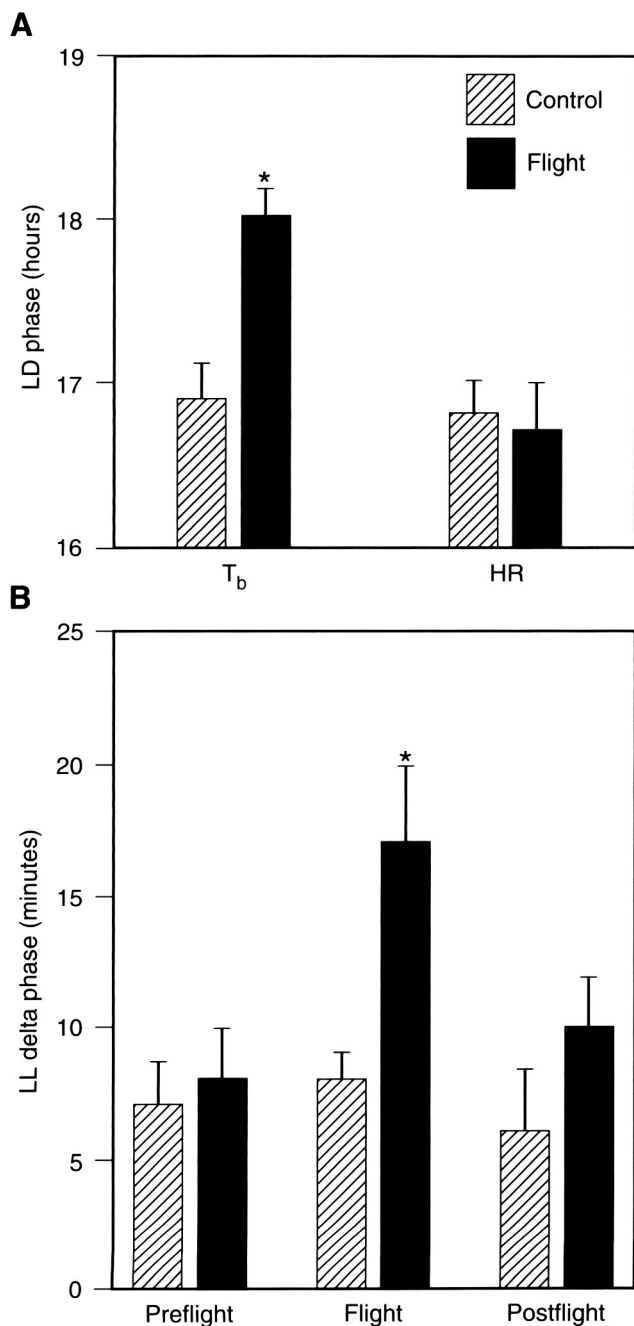 A
19
Control
Flight
*
18
LD phase (hours)
17
16
T_b HR
B
25
20
*
15
LL delta phase (minutes)
10
5
0
Preflight Flight Postflight